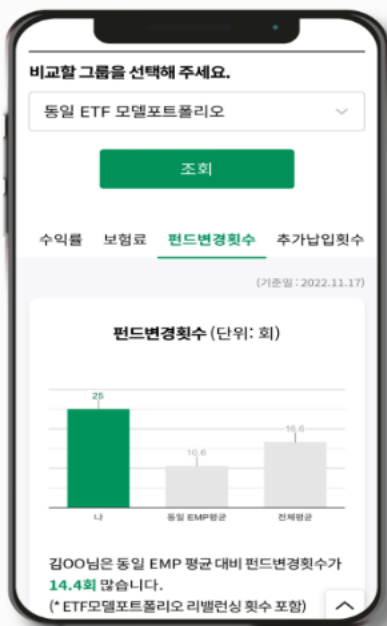 비교할 그룹을 선택해 주세요.
동일 ETF 모델포트폴리오
조회
수익률 보험료 펀드변경횟수 추가납입횟수
(기준일 : 2022.11.17)
펀드변경횟수 (단위: 회)
25
10.6
16.6
나 동일 EMP평균 전체평균
김OO님은 동일 EMP 평균 대비 펀드변경횟수가
14.4회 많습니다.
(* ETF모델포트폴리오 리밸런싱 횟수 포함)